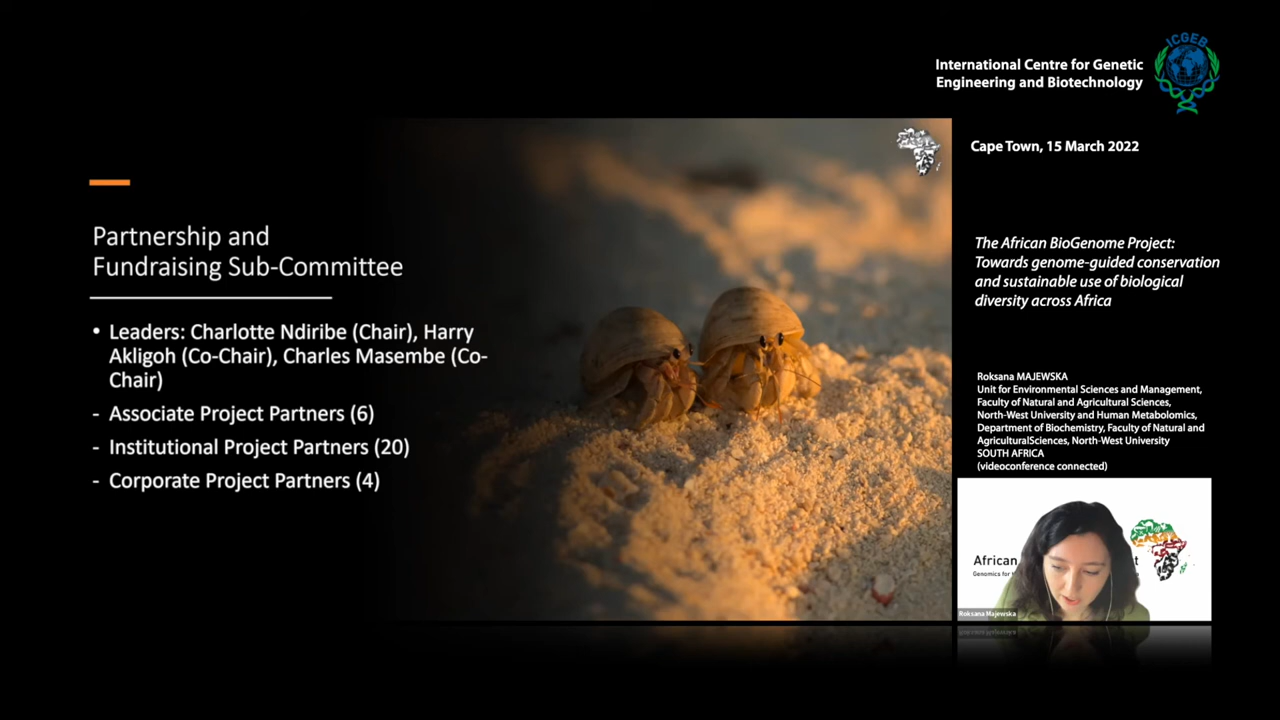 ICGEB
International Centre for Genetic
Engineering and Biotechnology
Cape Town, 15 March 2022
Partnership and
Fundraising Sub-Committee
• Leaders: Charlotte Ndiribe (Chair), Harry
Akligoh (Co-Chair), Charles Masembe (Co-
Chair)
- Associate Project Partners (6)
- Institutional Project Partners (20)
- Corporate Project Partners (4)
The African BioGenome Project:
Towards genome-guided conservation
and sustainable use of biological
diversity across Africa
Roksana MAJEWSKA
Unit for Environmental Sciences and Management,
Faculty of Natural and Agricultural Sciences,
North-West University and Human Metabolomics,
Department of Biochemistry, Faculty of Natural and
AgriculturalSciences, North-West University
SOUTH AFRICA
(videoconference connected)
African
Genomics for
Roksana Majewska